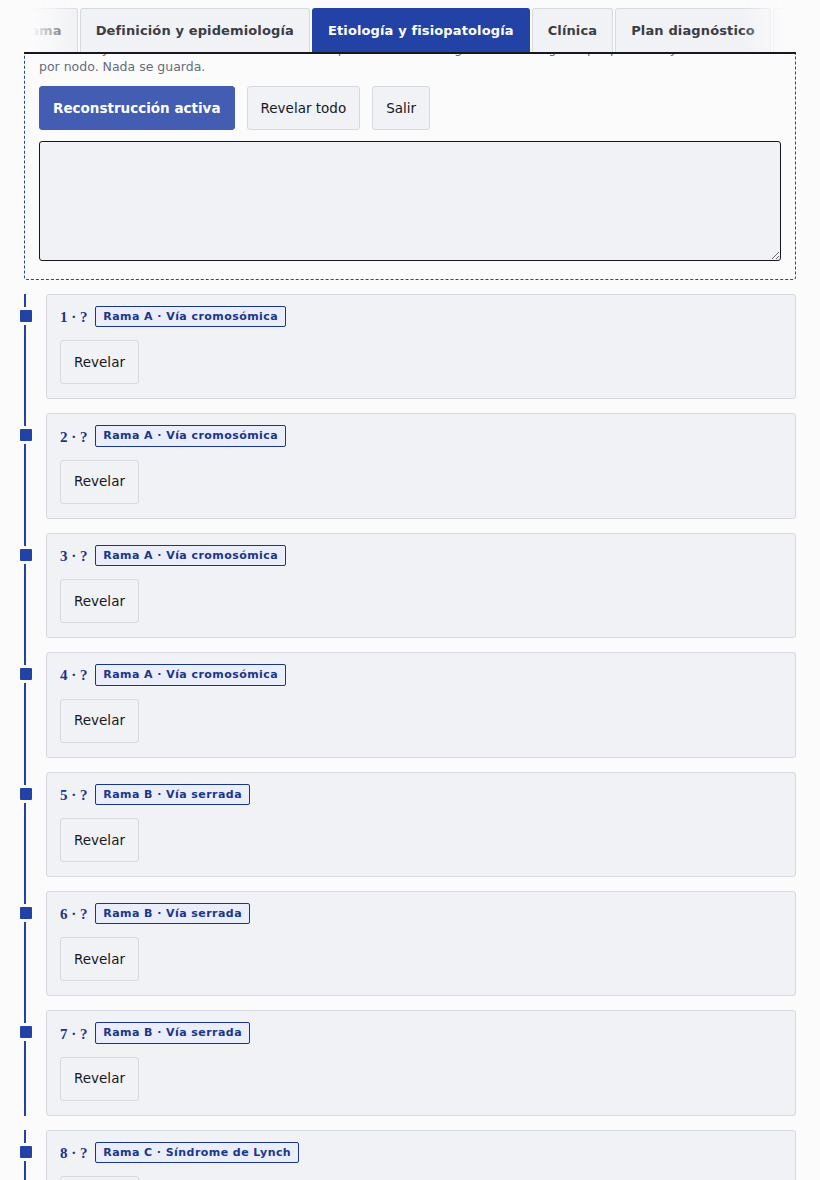 Definición y epidemiología
Etiología y fisiopatología
Clínica
Plan diagnóstico
por nodo. Nada se guarda.
Reconstrucción activa
Revelar todo
Salir
1 · ? Rama A · Vía cromosómica
Revelar
2 · ? Rama A · Vía cromosómica
Revelar
3 · ? Rama A · Vía cromosómica
Revelar
4 · ? Rama A · Vía cromosómica
Revelar
5 · ? Rama B · Vía serrada
Revelar
6 · ? Rama B · Vía serrada
Revelar
7 · ? Rama B · Vía serrada
Revelar
8 · ? Rama C · Síndrome de Lynch